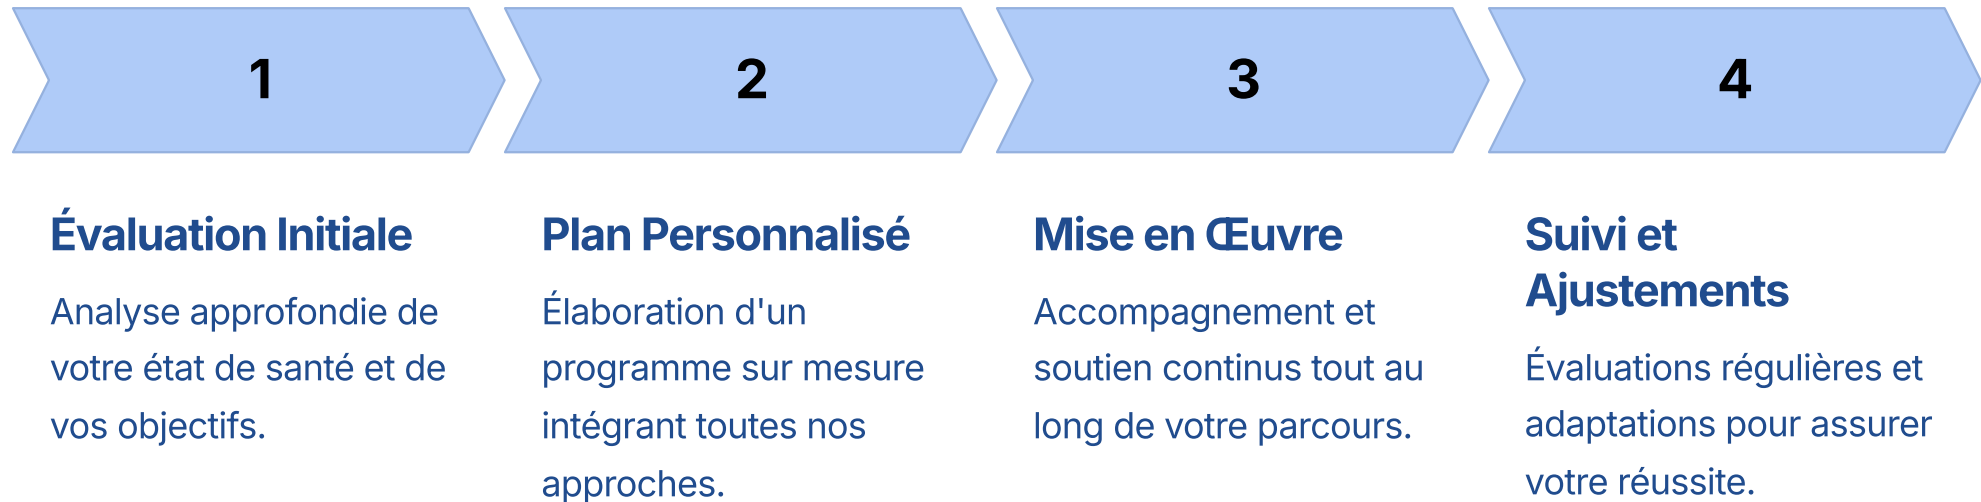 1
2
3
4
Évaluation Initiale
Analyse approfondie de
votre état de santé et de
vos objectifs.
Plan Personnalisé
Élaboration d'un
programme sur mesure
intégrant toutes nos
approches.
Mise en Œuvre
Accompagnement et
soutien continus tout au
long de votre parcours.
Suivi et
Ajustements
Évaluations régulières et
adaptations pour assurer
votre réussite.